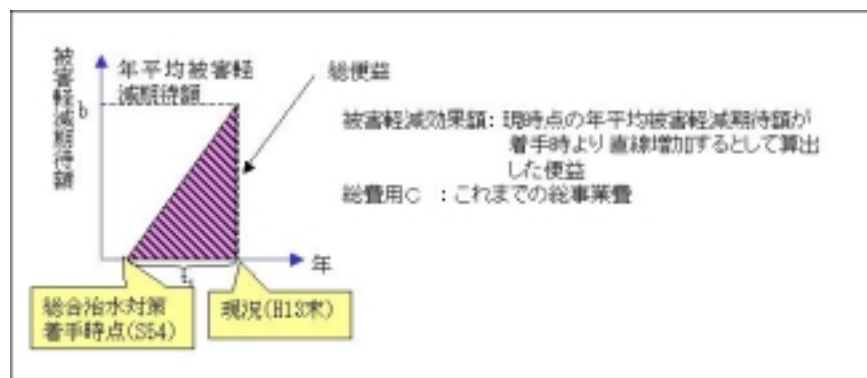 被害軽減期待額
b
年平均被害軽
減期待額
総便益
被害軽減効果額：現時点の年平均被害軽減期待額が
着手時より直線増加するとして算出
した便益
総費用C ：これまでの総事業費
年
総合治水対策
着手時点(S54)
現況(H13末)